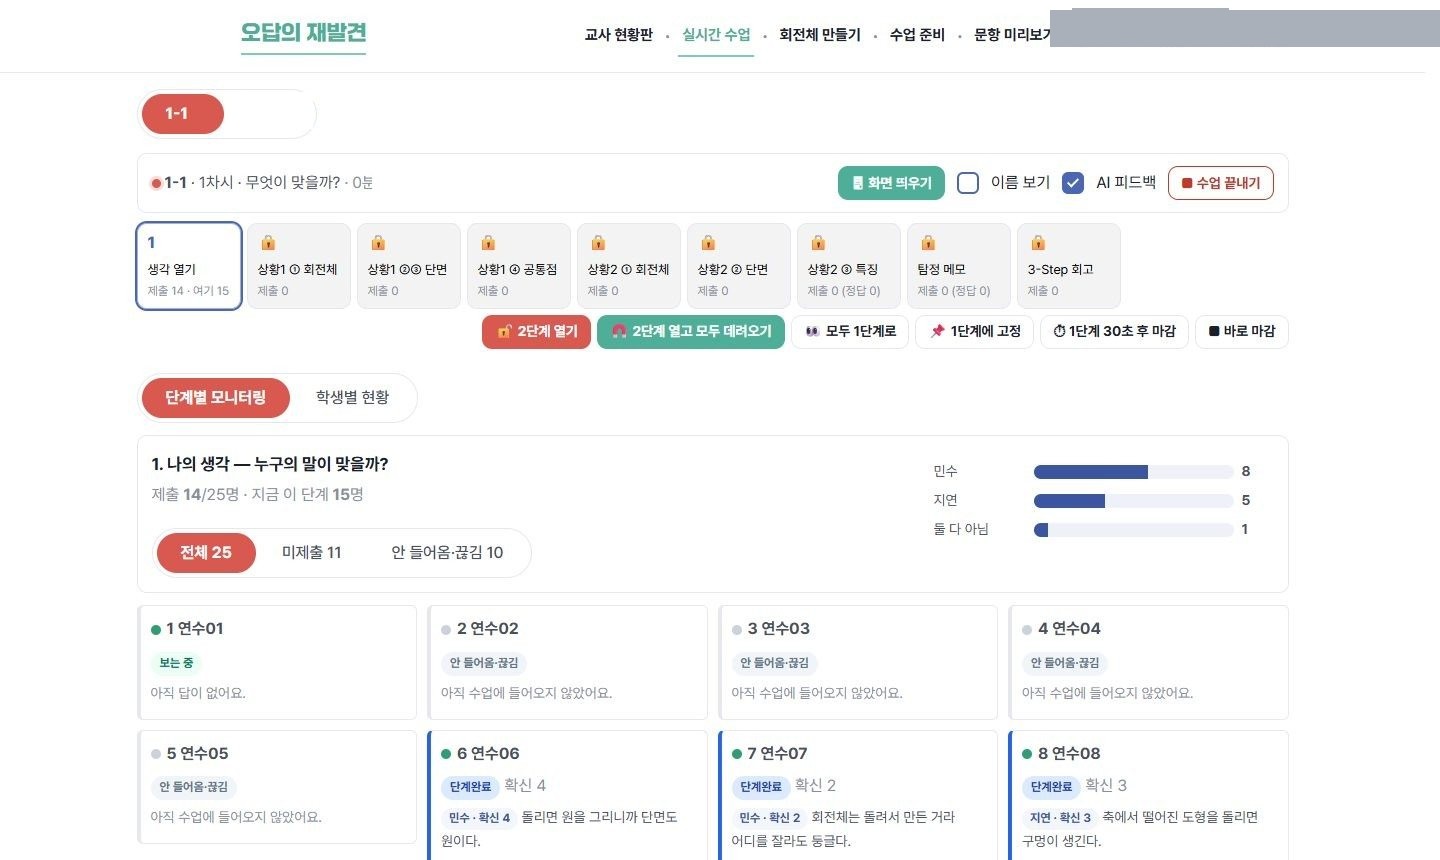 오답의 재발견
교사 현황판 · 실시간 수업 · 회전체 만들기 · 수업 준비 · 문항 미리보기
1-1
1-1 · 1차시 · 무엇이 맞을까? · 0분
화면 띄우기
이름 보기
AI 피드백
수업 끝내기
1
생각 열기
제출 14 · 여기 15
상황1 ① 회전체
제출 0
상황1 ②③ 단면
제출 0
상황1 ④ 공통점
제출 0
상황2 ① 회전체
제출 0
상황2 ② 단면
제출 0
상황2 ③ 특징
제출 0 (정답 0)
탐정 메모
제출 0 (정답 0)
3-Step 회고
제출 0
2단계 열기
2단계 열고 모두 데려오기
모두 1단계로
1단계에 고정
1단계 30초 후 마감
바로 마감
단계별 모니터링
학생별 현황
1. 나의 생각 — 누구의 말이 맞을까?
제출 14/25명 · 지금 이 단계 15명
전체 25
미제출 11
안 들어옴·끊김 10
민수 8
지연 5
둘 다 아님 1
1 연수01
보는 중
아직 답이 없어요.
2 연수02
안 들어옴·끊김
아직 수업에 들어오지 않았어요.
3 연수03
안 들어옴·끊김
아직 수업에 들어오지 않았어요.
4 연수04
안 들어옴·끊김
아직 수업에 들어오지 않았어요.
5 연수05
안 들어옴·끊김
아직 수업에 들어오지 않았어요.
6 연수06
단계완료 확신 4
민수 · 확신 4 돌리면 원을 그리니까 단면도
원이다.
7 연수07
단계완료 확신 2
민수 · 확신 2 회전체는 돌려서 만든 거라
어디를 잘라도 둥글다.
8 연수08
단계완료 확신 3
지연 · 확신 3 축에서 떨어진 도형을 돌리면
구멍이 생긴다.